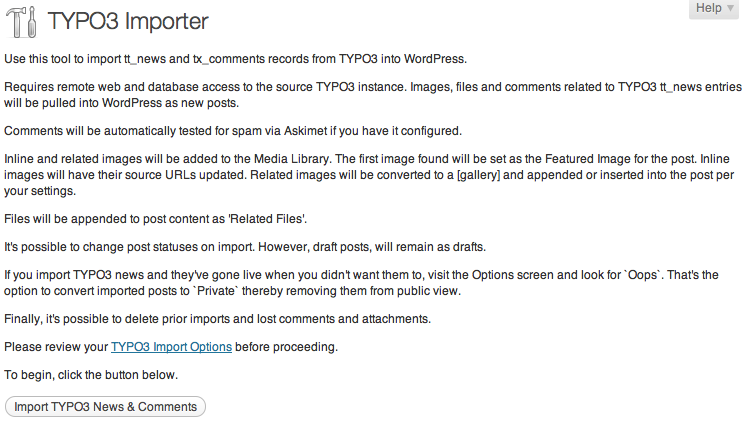 Help ▼
TYPO3 Importer
Use this tool to import tt_news and tx_comments records from TYPO3 into WordPress.
Requires remote web and database access to the source TYPO3 instance. Images, files and comments related to TYPO3 tt_news entries
will be pulled into WordPress as new posts.
Comments will be automatically tested for spam via Askimet if you have it configured.
Inline and related images will be added to the Media Library. The first image found will be set as the Featured Image for the post. Inline
images will have their source URLs updated. Related images will be converted to a [gallery] and appended or inserted into the post per
your settings.
Files will be appended to post content as 'Related Files'.
It's possible to change post statuses on import. However, draft posts, will remain as drafts.
If you import TYPO3 news and they've gone live when you didn't want them to, visit the Options screen and look for `Oops`. That's the
option to convert imported posts to `Private` thereby removing them from public view.
Finally, it's possible to delete prior imports and lost comments and attachments.
Please review your TYPO3 Import Options before proceeding.
To begin, click the button below.
Import TYPO3 News & Comments